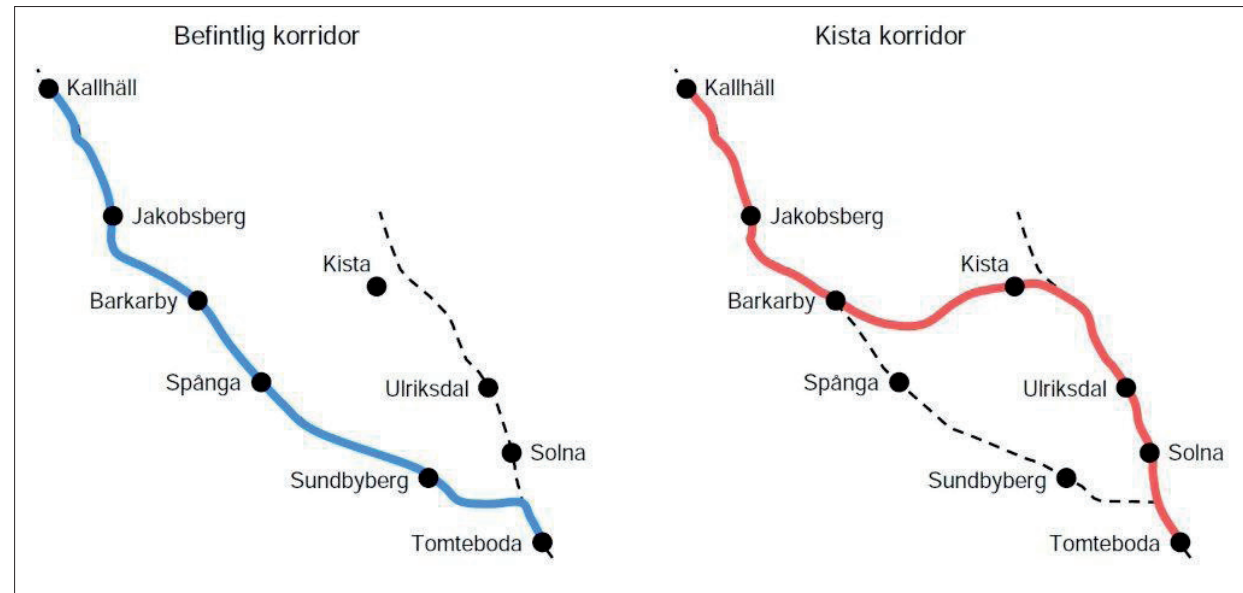 Befintlig korridor
Kallhäll
Jakobsberg
Kista
Barkarby
Spånga
Ulriksdal
Solna
Sundbyberg
Tomteboda
Kista korridor
Kallhäll
Jakobsberg
Kista
Barkarby
Spånga
Ulriksdal
Solna
Sundbyberg
Tomteboda